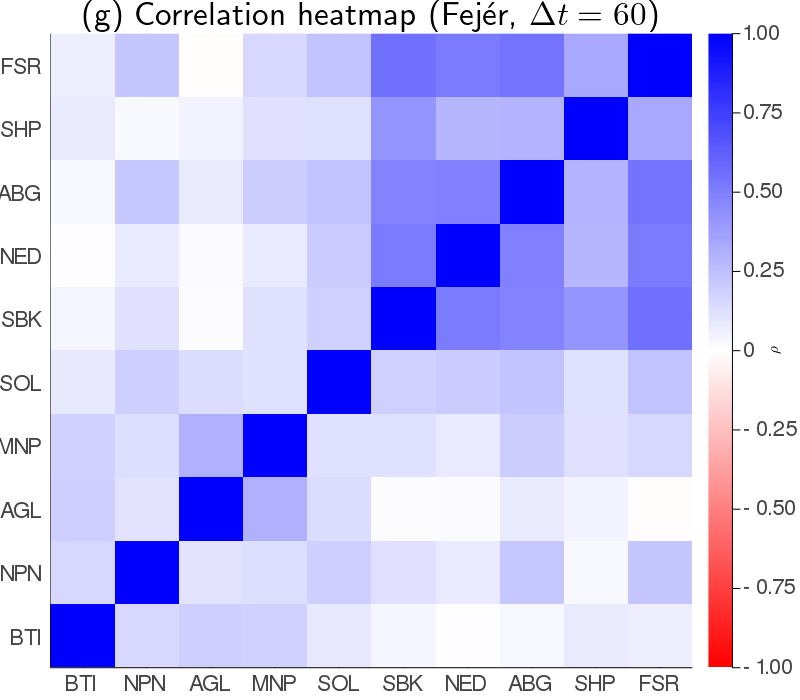 (g) Correlation heatmap (Fejér, Δt = 60)
FSR
SHP
ABG
NED
SBK
SOL
MNP
AGL
NPN
BTI
BTI NPN AGL MNP SOL SBK NED ABG SHP FSR
1.00
0.75
0.50
0.25
0
- 0.25
- 0.50
- 0.75
- 1.00
ρ